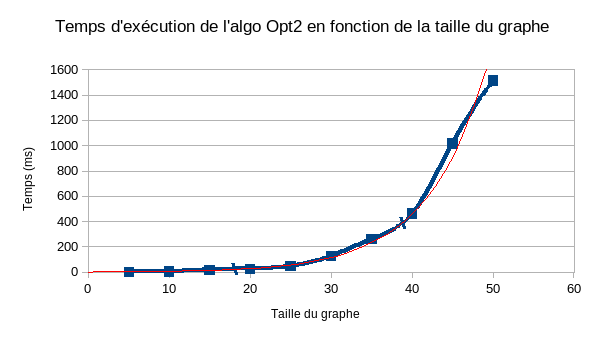 Temps d'exécution de l'algo Opt2 en fonction de la taille du graphe
1600
1400
1200
1000
800
600
400
200
0
0 10 20 30 40 50 60
Temps (ms)
Taille du graphe